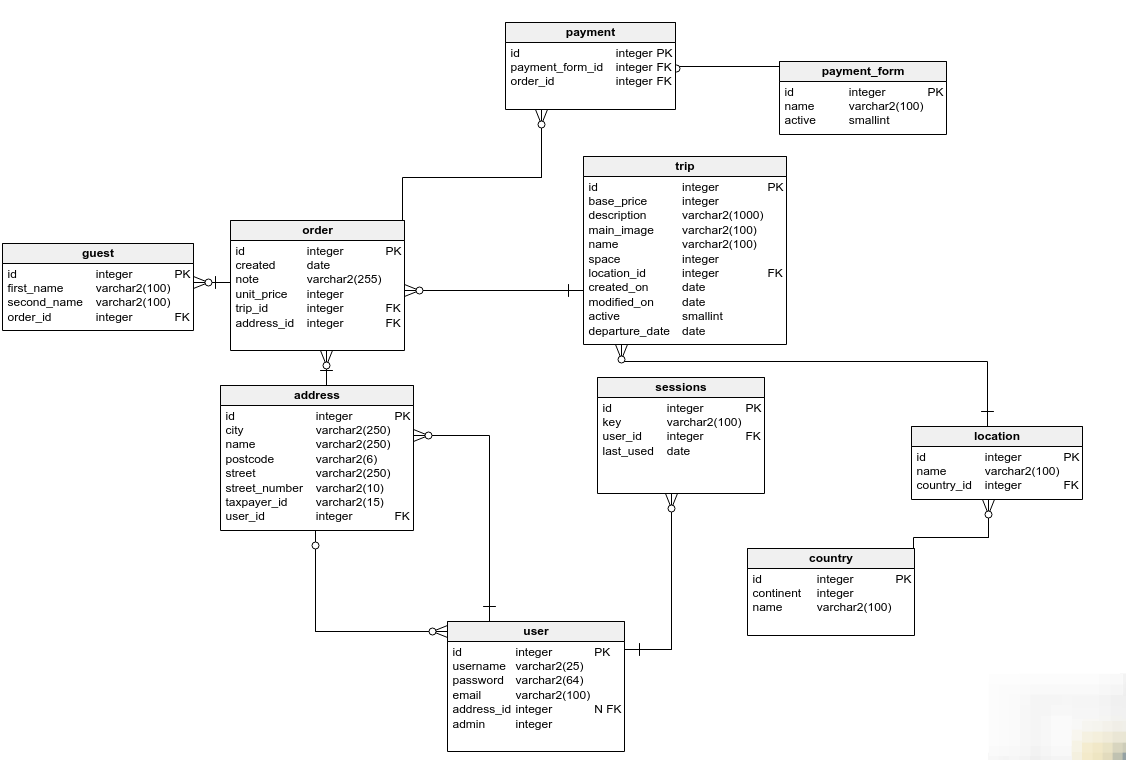 payment
id integer PK
payment_form_id integer FK
order_id integer FK
payment_form
id integer PK
name varchar2(100)
active smallint
trip
id integer PK
base_price integer
description varchar2(1000)
main_image varchar2(100)
name varchar2(100)
space integer
location_id integer FK
created_on date
modified_on date
active smallint
departure_date date
order
id integer PK
created date
note varchar2(255)
unit_price integer
trip_id integer FK
address_id integer FK
guest
id integer PK
first_name varchar2(100)
second_name varchar2(100)
order_id integer FK
address
id integer PK
city varchar2(250)
name varchar2(250)
postcode varchar2(6)
street varchar2(250)
street_number varchar2(10)
taxpayer_id varchar2(15)
user_id integer FK
sessions
id integer PK
key varchar2(100)
user_id integer FK
last_used date
location
id integer PK
name varchar2(100)
country_id integer FK
country
id integer PK
continent integer
name varchar2(100)
user
id integer PK
username varchar2(25)
password varchar2(64)
email varchar2(100)
address_id integer N FK
admin integer